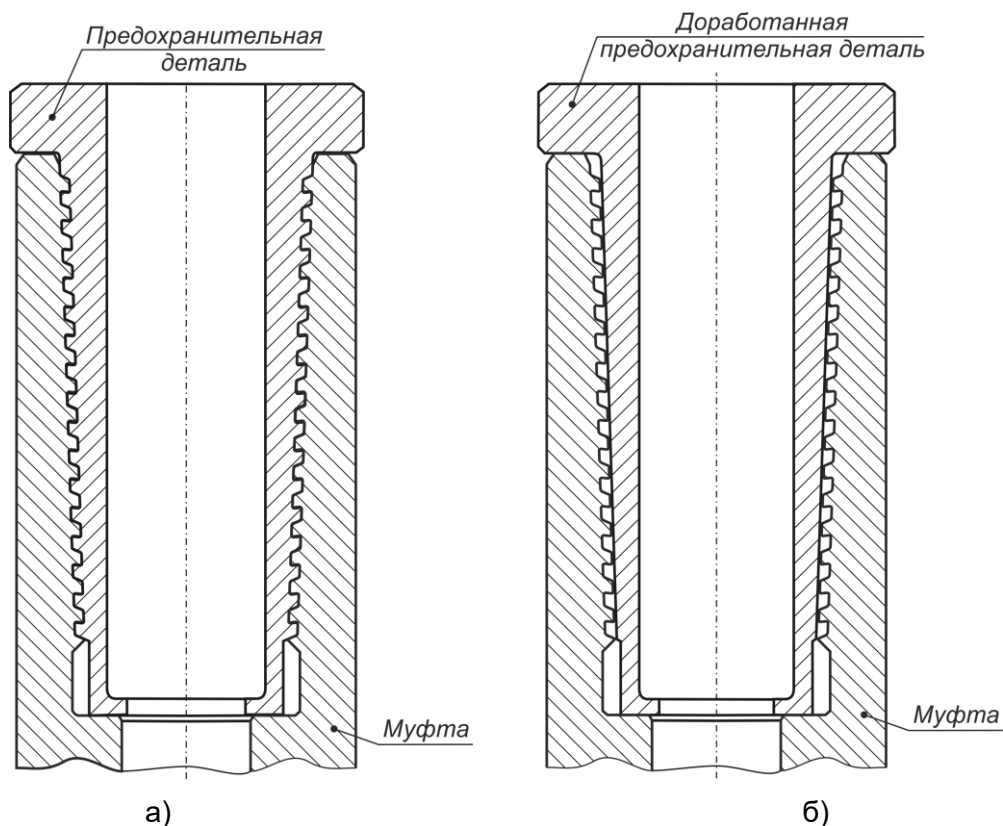 Предохранительная
деталь
Доработанная
предохранительная деталь
Муфта
Муфта
а)
б)